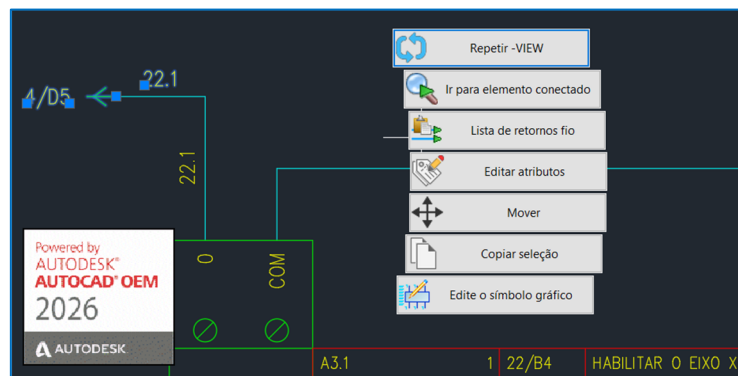 Repetir -VIEW
Ir para elemento conectado
Lista de retornos fio
Editar atributos
Mover
Copiar seleção
Edite o símbolo gráfico
22.1
4/D5
22.1
0
COM
Powered by
AUTODESK®
AUTOCAD® OEM
2026
AUTODESK
A3.1 1 22/B4 HABILITAR O EIXO X